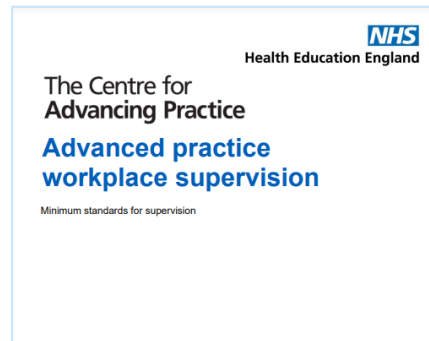 NHS
Health Education England
The Centre for
Advancing Practice
Advanced practice
workplace supervision
Minimum standards for supervision